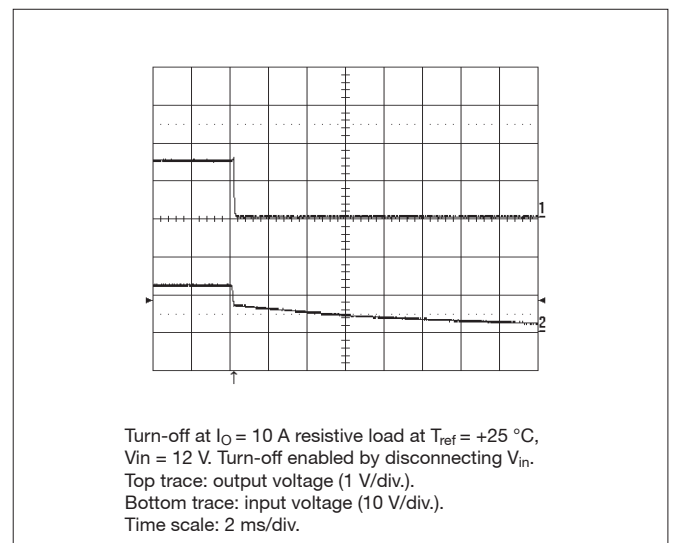 1
2
Turn-off at IO = 10 A resistive load at Tref = +25 °C,
Vin = 12 V. Turn-off enabled by disconnecting Vin.
Top trace: output voltage (1 V/div.).
Bottom trace: input voltage (10 V/div.).
Time scale: 2 ms/div.